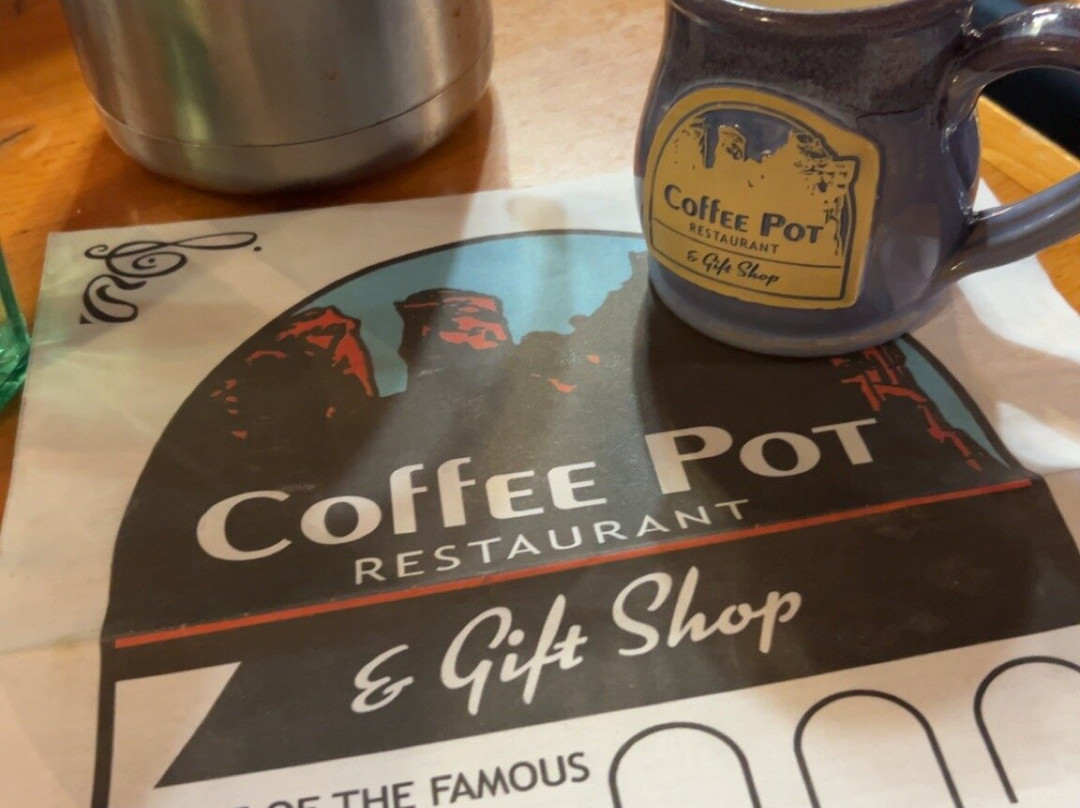 Coffee Pot
RESTAURANT
& Gift Shop
Coffee Pot
RESTAURANT
& Gift Shop
OF THE FAMOUS